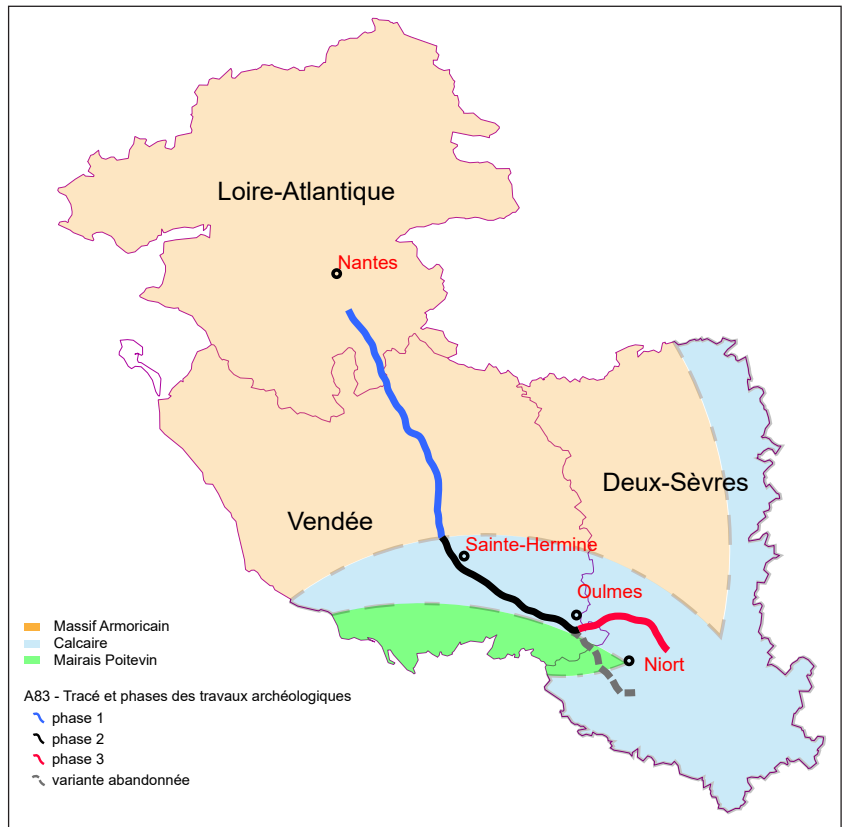 Loire-Atlantique
Nantes
Deux-Sèvres
Vendée
Sainte-Hermine
Oulmes
Niort
Massif Armoricain
Calcaire
Mairais Poitevin
A83 - Tracé et phases des travaux archéologiques
phase 1
phase 2
phase 3
variante abandonnée